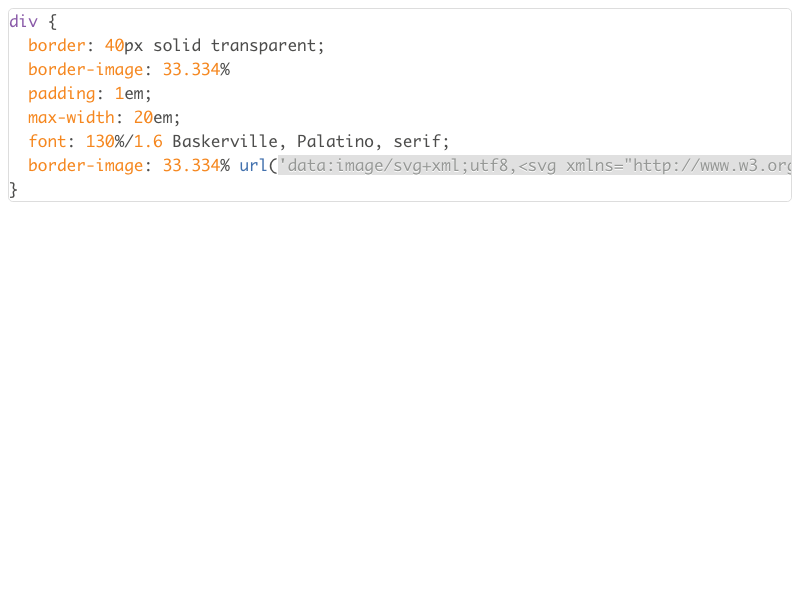 div {
  border: 40px solid transparent;
  border-image: 33.334%
  padding: 1em;
  max-width: 20em;
  font: 130%/1.6 Baskerville, Palatino, serif;
  border-image: 33.334% url('data:image/svg+xml;utf8,<svg xmlns="http://www.w3.org
}